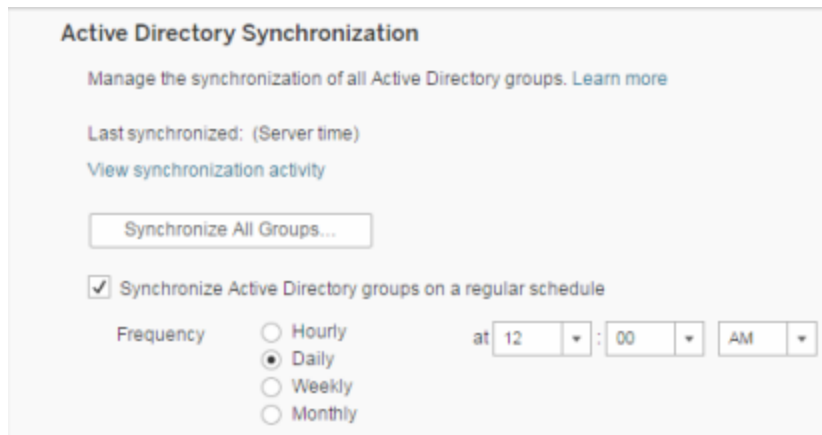 Active Directory Synchronization
Manage the synchronization of all Active Directory groups. Learn more
Last synchronized: (Server time)
View synchronization activity
Synchronize All Groups...
Synchronize Active Directory groups on a regular schedule
Frequency Hourly at 12 : 00 AM
Daily
Weekly
Monthly